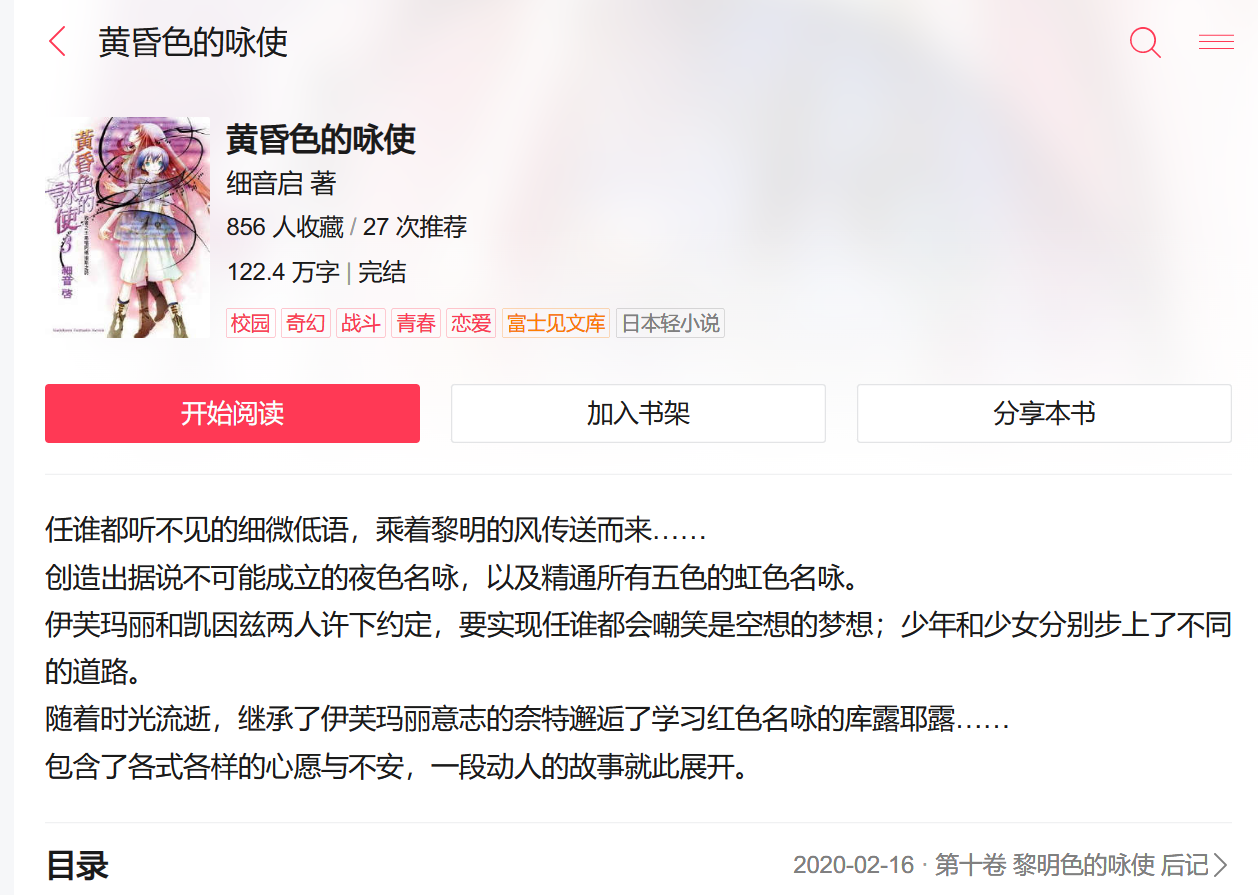 黄昏色的咏使
黄昏色的咏使
细音启 著
856 人收藏 / 27 次推荐
122.4 万字 | 完结
校园 奇幻 战斗 青春 恋爱 富士见文库 日本轻小说
黃昏色的
詠使
3
細音 啓
开始阅读 加入书架 分享本书
任谁都听不见的细微低语，乘着黎明的风传送而来……
创造出据说不可能成立的夜色名咏，以及精通所有五色的虹色名咏。
伊芙玛丽和凯因兹两人许下约定，要实现任谁都会嘲笑是空想的梦想；少年和少女分别步上了不同
的道路。
随着时光流逝，继承了伊芙玛丽意志的奈特邂逅了学习红色名咏的库露耶露……
包含了各式各样的心愿与不安，一段动人的故事就此展开。
目录
2020-02-16 · 第十卷 黎明色的咏使 后记